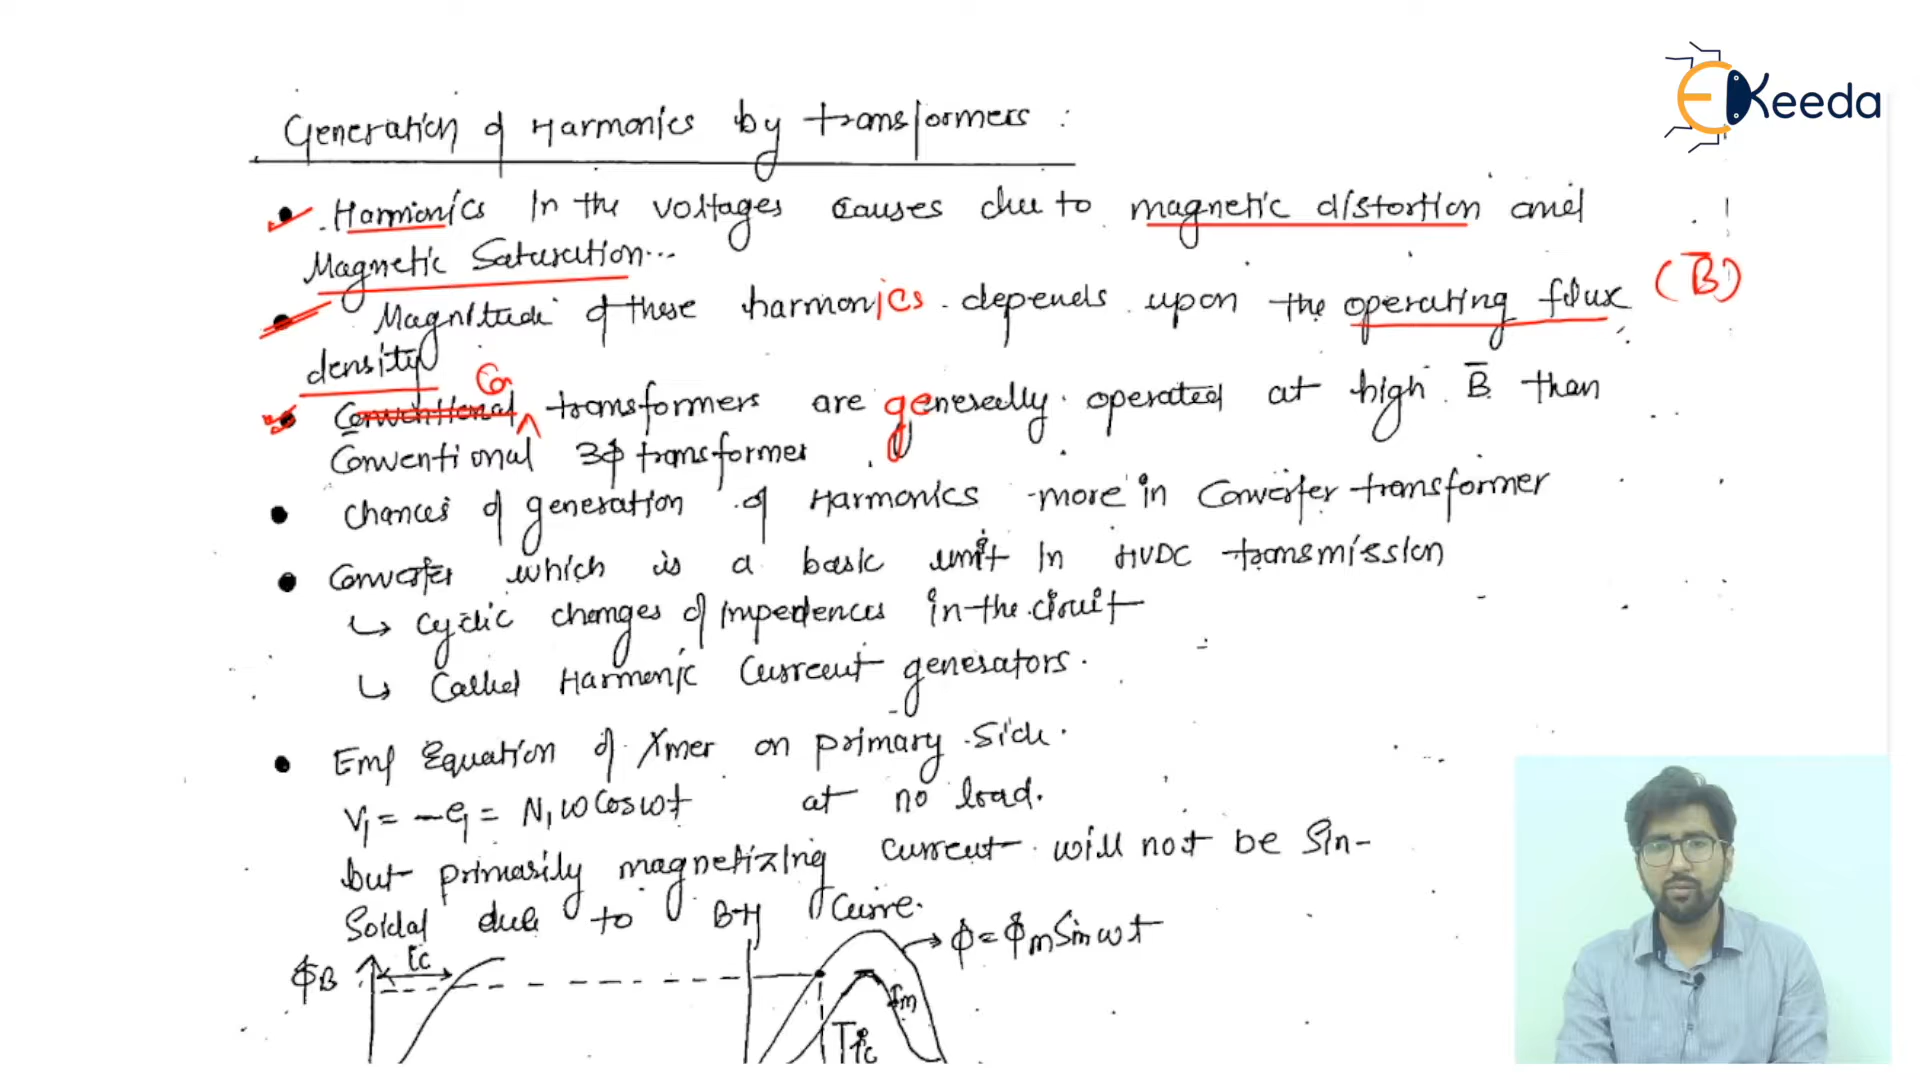 EKeeda
Generation of Harmonics by transformers :
Harmonics in the voltages causes due to magnetic distortion and
Magnetic Saturation...
Magnitude of these harmonics depends upon the operating flux (B̅)
density
Con
Conventional transformers are generally operated at high B̅ than
Conventional 3ϕ transformer
Chances of generation of Harmonics more in Converter transformer
Converter which is a basic unit in HVDC transmission
↳ Cyclic changes of impedences in the circuit
↳ Called Harmonic Current generators.
Emf Equation of Xmer on primary side.
V₁ = -e₁ = N₁ωCosωt at no load.
but primarily magnetizing current will not be Sin-
Soidal due to B-H Curve.
ϕ = ϕm Sin ωt
ϕB ic
Im
ic